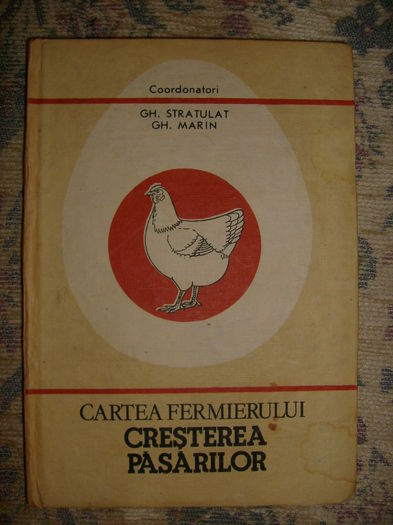 Coordonatori
GH. STRATULAT
GH. MARIN
CARTEA FERMIERULUI
CREȘTEREA
PĂSĂRILOR